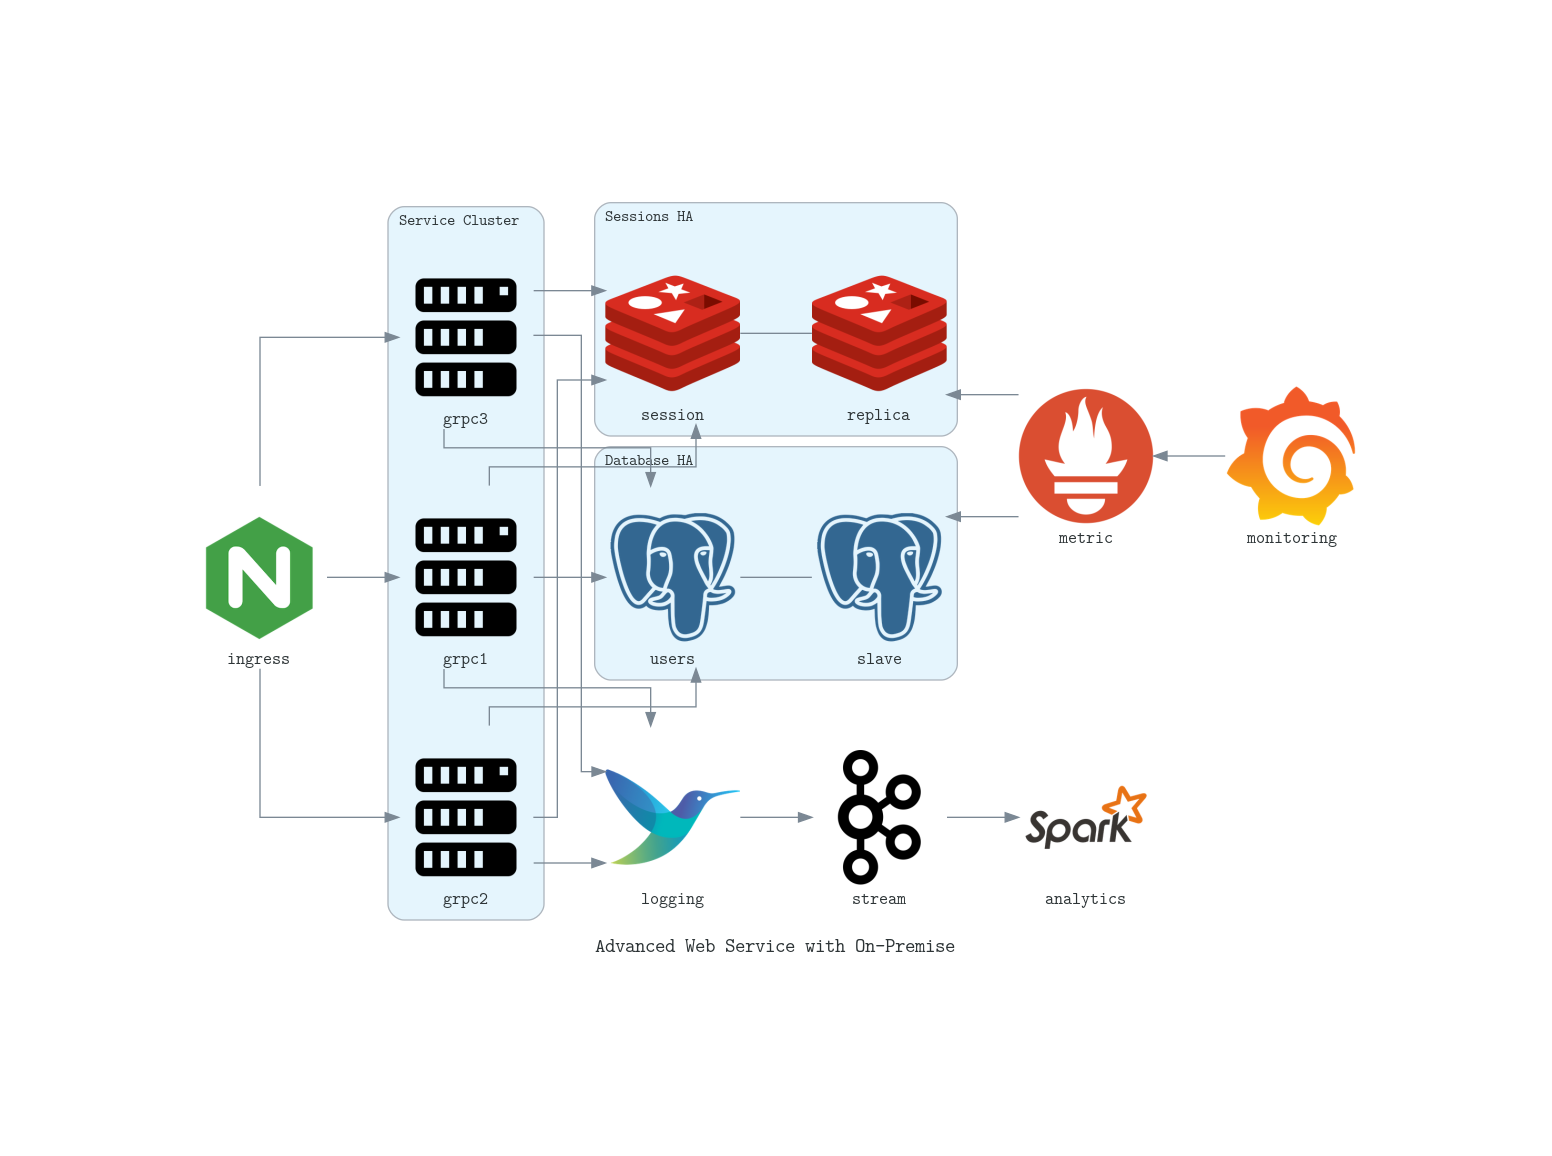 Service Cluster
Sessions HA
grpc3
session
replica
Database HA
metric
monitoring
ingress
grpc1
users
slave
Spark
grpc2
logging
stream
analytics
Advanced Web Service with On-Premise